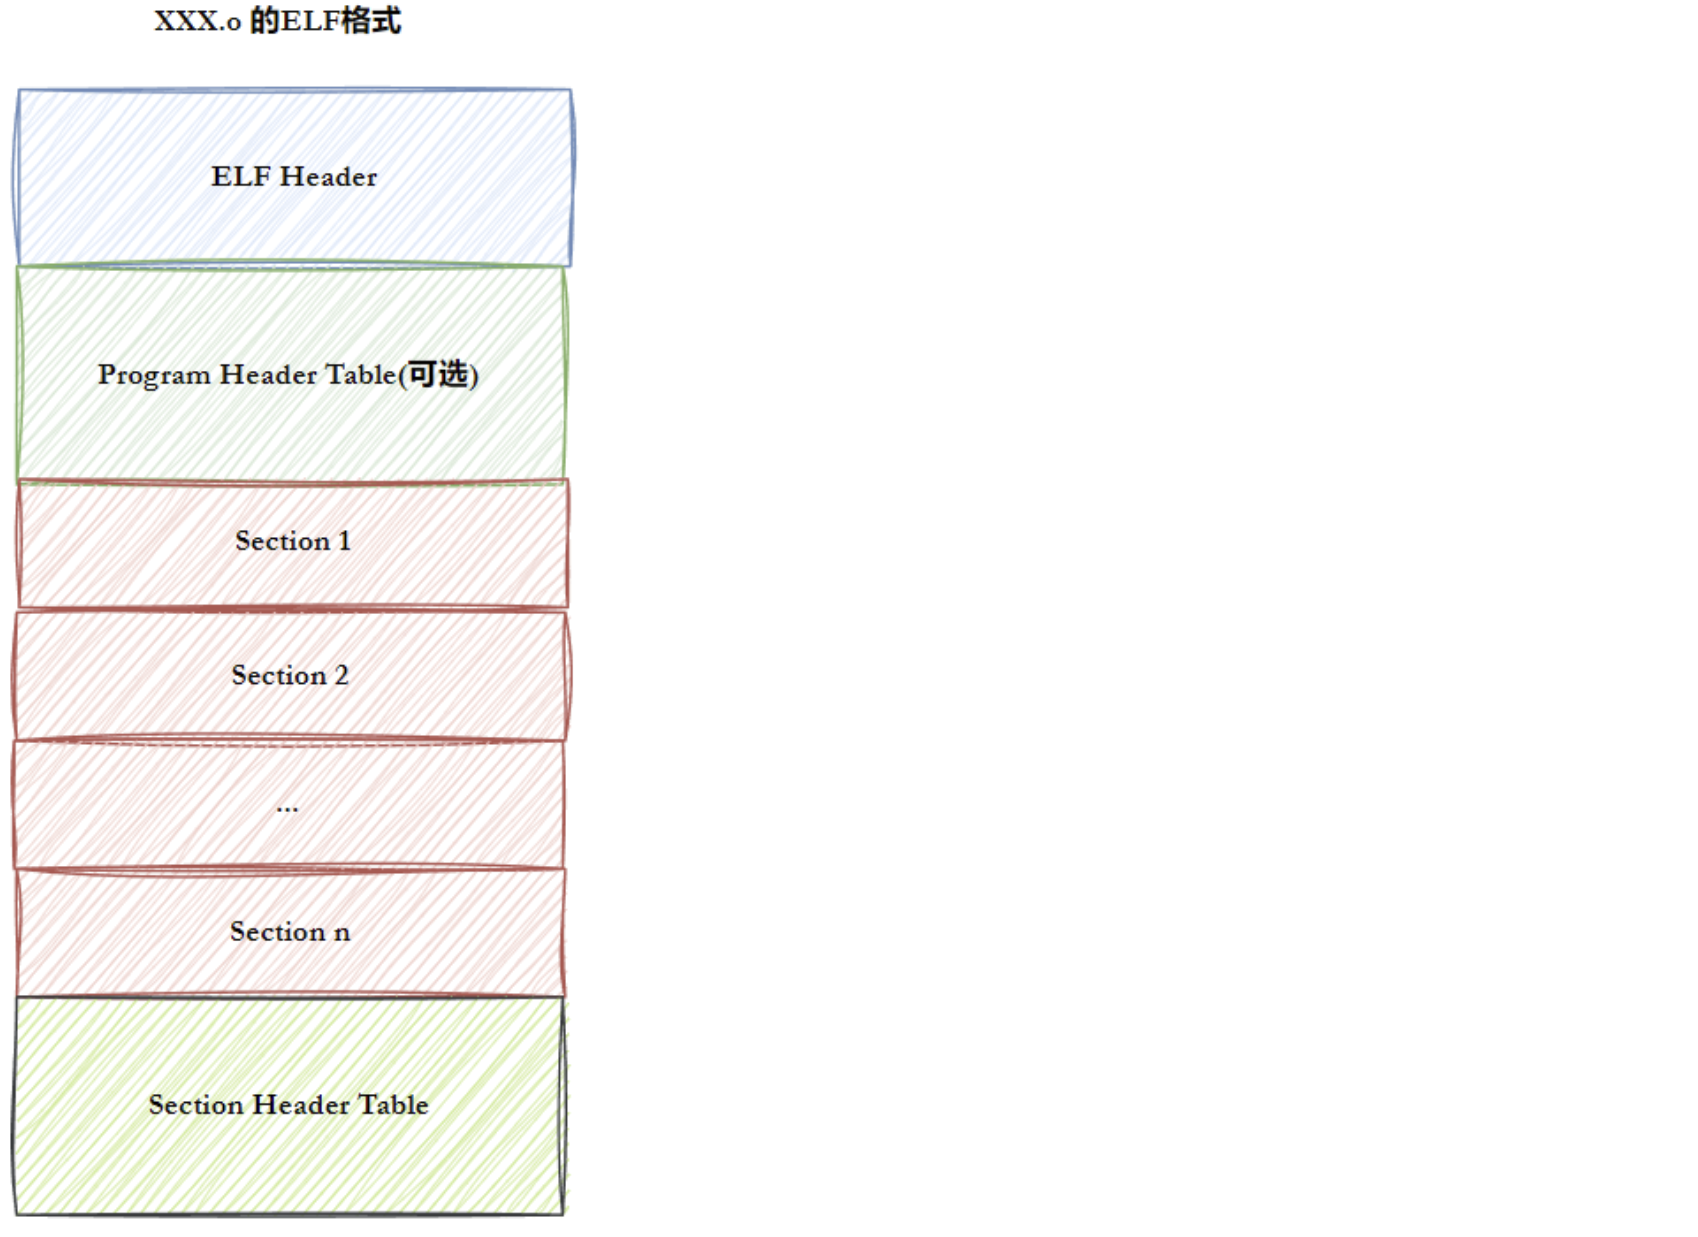 XXX.o 的ELF格式
ELF Header
Program Header Table(可选)
Section 1
Section 2
...
Section n
Section Header Table